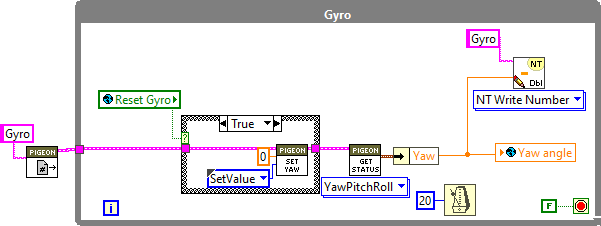 Gyro
Gyro
NT
Dbl
NT Write Number
Reset Gyro
?
True
Gyro
PIGEON
#
0
PIGEON
SET
YAW
SetValue
PIGEON
GET
STATUS
YawPitchRoll
Yaw
Yaw angle
20
i
F